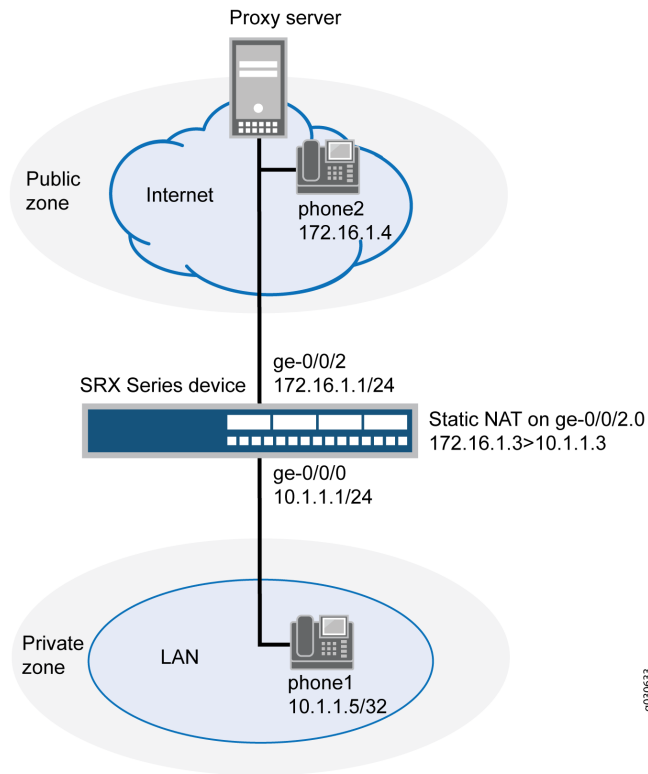 Proxy server
Public
zone
Internet
phone2
172.16.1.4
ge-0/0/2
172.16.1.1/24
SRX Series device
Static NAT on ge-0/0/2.0
172.16.1.3>10.1.1.3
ge-0/0/0
10.1.1.1/24
Private
zone
LAN
phone1
10.1.1.5/32
g030633